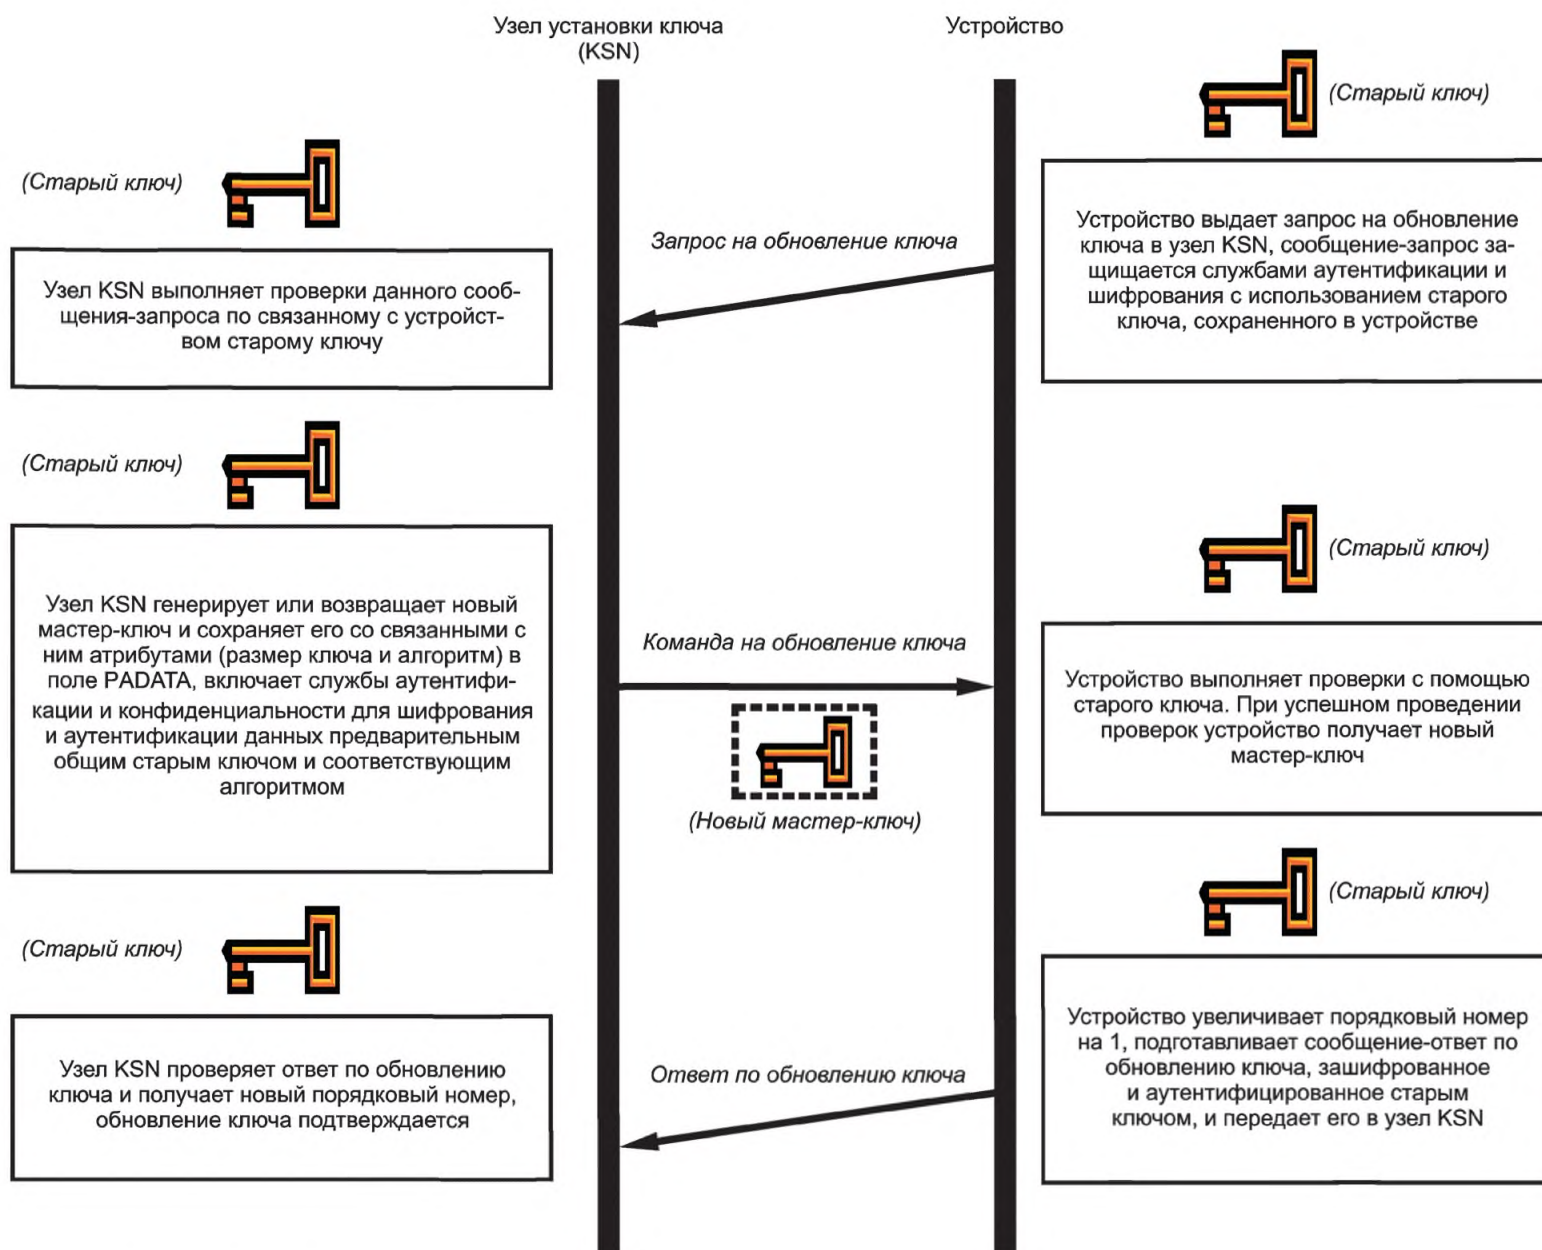 Узел установки ключа
(KSN)
Устройство
(Старый ключ)
Устройство выдает запрос на обновление
ключа в узел KSN, сообщение-запрос за-
щищается службами аутентификации и
шифрования с использованием старого
ключа, сохраненного в устройстве
Запрос на обновление ключа
(Старый ключ)
Узел KSN выполняет проверки данного сооб-
щения-запроса по связанному с устройст-
вом старому ключу
(Старый ключ)
Узел KSN генерирует или возвращает новый
мастер-ключ и сохраняет его со связанными с
ним атрибутами (размер ключа и алгоритм) в
поле PADATA, включает службы аутентифи-
кации и конфиденциальности для шифрования
и аутентификации данных предварительным
общим старым ключом и соответствующим
алгоритмом
Команда на обновление ключа
(Новый мастер-ключ)
(Старый ключ)
Устройство выполняет проверки с помощью
старого ключа. При успешном проведении
проверок устройство получает новый
мастер-ключ
(Старый ключ)
Устройство увеличивает порядковый номер
на 1, подготавливает сообщение-ответ по
обновлению ключа, зашифрованное
и аутентифицированное старым
ключом, и передает его в узел KSN
Ответ по обновлению ключа
(Старый ключ)
Узел KSN проверяет ответ по обновлению
ключа и получает новый порядковый номер,
обновление ключа подтверждается